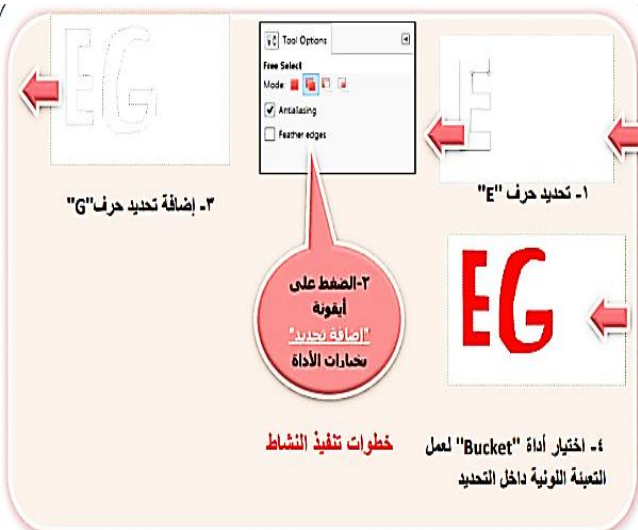 ١- تحديد حرف "E"
Tool Options
Free Select
Mode:
Antialiasing
Feather edges
٢-الضغط على
أيقونة
"إضافة تحديد"
بخيارات الأداة
EG
٣- إضافة تحديد حرف"G"
EG
٤- اختيار أداة "Bucket" لعمل
التعبئة اللونية داخل التحديد
خطوات تنفيذ النشاط
E